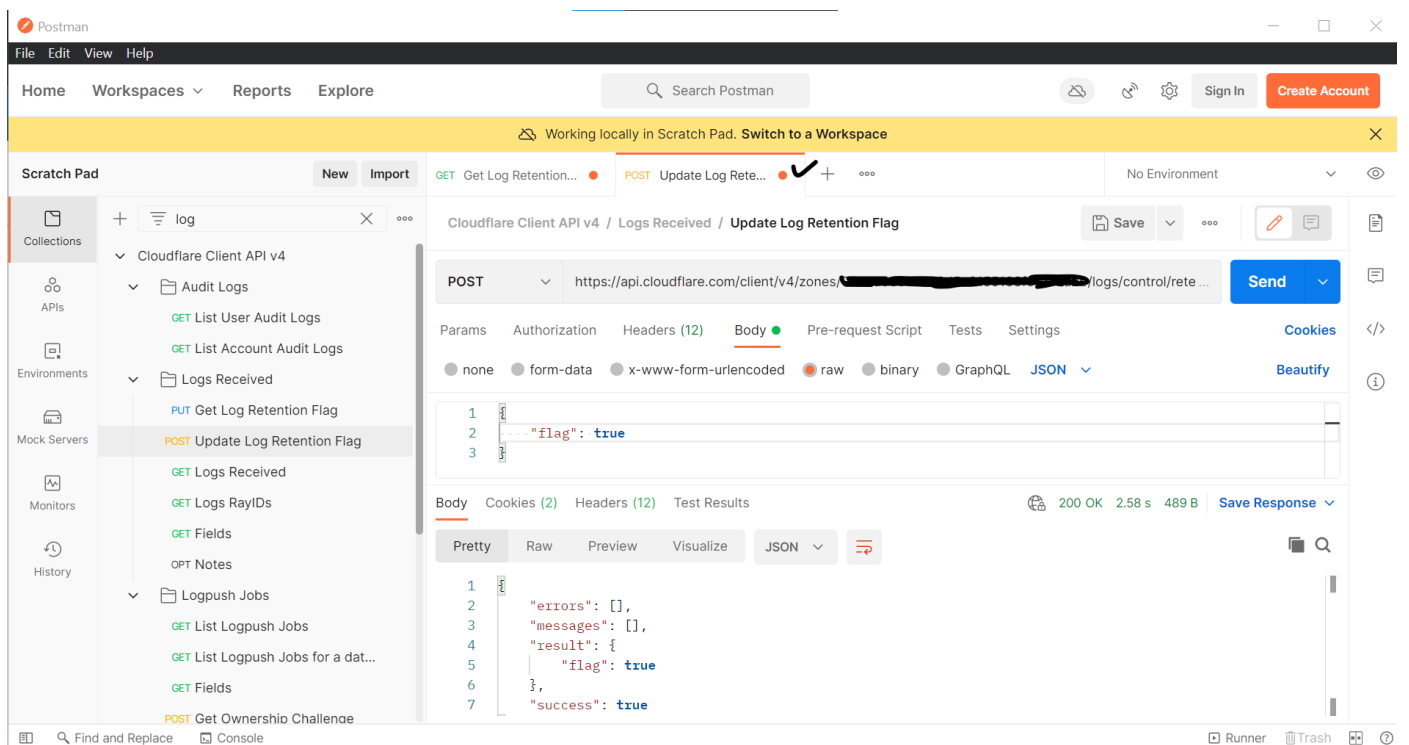 Postman
File Edit View Help
Home Workspaces Reports Explore Search Postman Sign In Create Account
Working locally in Scratch Pad. Switch to a Workspace
Scratch Pad New Import GET Get Log Retention... POST Update Log Rete... No Environment
Collections
APIs
Environments
Mock Servers
Monitors
History
log
Cloudflare Client API v4
Audit Logs
GET List User Audit Logs
GET List Account Audit Logs
Logs Received
PUT Get Log Retention Flag
POST Update Log Retention Flag
GET Logs Received
GET Logs RayIDs
GET Fields
OPT Notes
Logpush Jobs
GET List Logpush Jobs
GET List Logpush Jobs for a dat...
GET Fields
POST Get Ownership Challenge
Cloudflare Client API v4 / Logs Received / Update Log Retention Flag Save
POST https://api.cloudflare.com/client/v4/zones/ /logs/control/rete ... Send
Params Authorization Headers (12) Body Pre-request Script Tests Settings Cookies
none form-data x-www-form-urlencoded raw binary GraphQL JSON Beautify
1 {
2 "flag": true
3 }
Body Cookies (2) Headers (12) Test Results 200 OK 2.58 s 489 B Save Response
Pretty Raw Preview Visualize JSON
1 {
2 "errors": [],
3 "messages": [],
4 "result": {
5 "flag": true
6 },
7 "success": true
Find and Replace Console Runner Trash